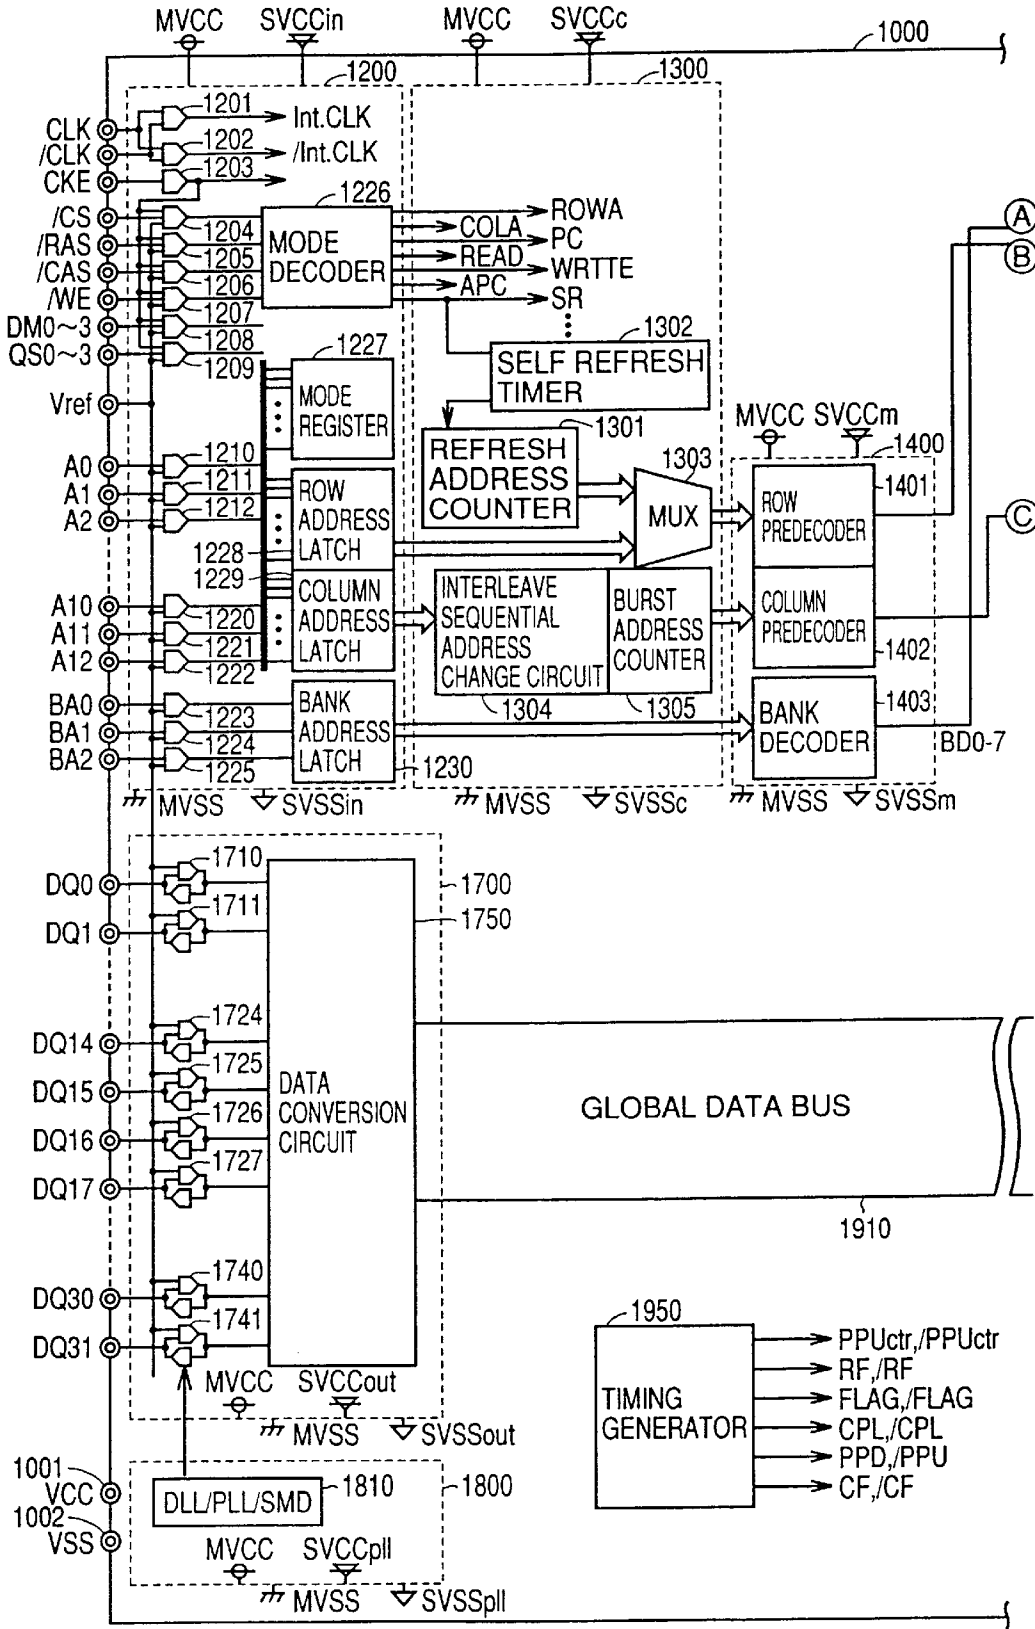 MVCC SVCCin MVCC SVCCc 1000
1200 1300
CLK 1201 Int.CLK
/CLK 1202 /Int.CLK
CKE 1203
1226
/CS 1204 MODE DECODER ROWA
COLA
/RAS 1205 PC
READ
/CAS 1206 WRTTE
APC
/WE 1207 SR
DM0~3 1208
QS0~3 1209
A
B
1302
SELF REFRESH
TIMER
1227
MODE
REGISTER
Vref
1301
REFRESH
ADDRESS
COUNTER
1303
MUX
MVCC SVCCm
1400
A0 1210
A1 1211
A2 1212
ROW
ADDRESS
LATCH
1228
1229
1401
ROW
PREDECODER
C
COLUMN
ADDRESS
LATCH
INTERLEAVE
SEQUENTIAL
ADDRESS
CHANGE CIRCUIT
1304
BURST
ADDRESS
COUNTER
1305
COLUMN
PREDECODER
1402
A10 1220
A11 1221
A12 1222
BA0 1223
BA1 1224
BA2 1225
BANK
ADDRESS
LATCH
1230
BANK
DECODER
1403
BD0-7
MVSS SVSSin MVSS SVSSc MVSS SVSSm
DQ0 1710
1700
DQ1 1711
1750
DQ14 1724
DQ15 1725
DQ16 1726
DQ17 1727
DATA
CONVERSION
CIRCUIT
GLOBAL DATA BUS
1910
DQ30 1740
DQ31 1741
MVCC SVCCout
MVSS SVSSout
1950
TIMING
GENERATOR
PPUctr,/PPUctr
RF,/RF
FLAG,/FLAG
CPL,/CPL
PPD,/PPU
CF,/CF
1001
VCC
1002
VSS
DLL/PLL/SMD
1810
1800
MVCC SVCCpll
MVSS SVSSpll